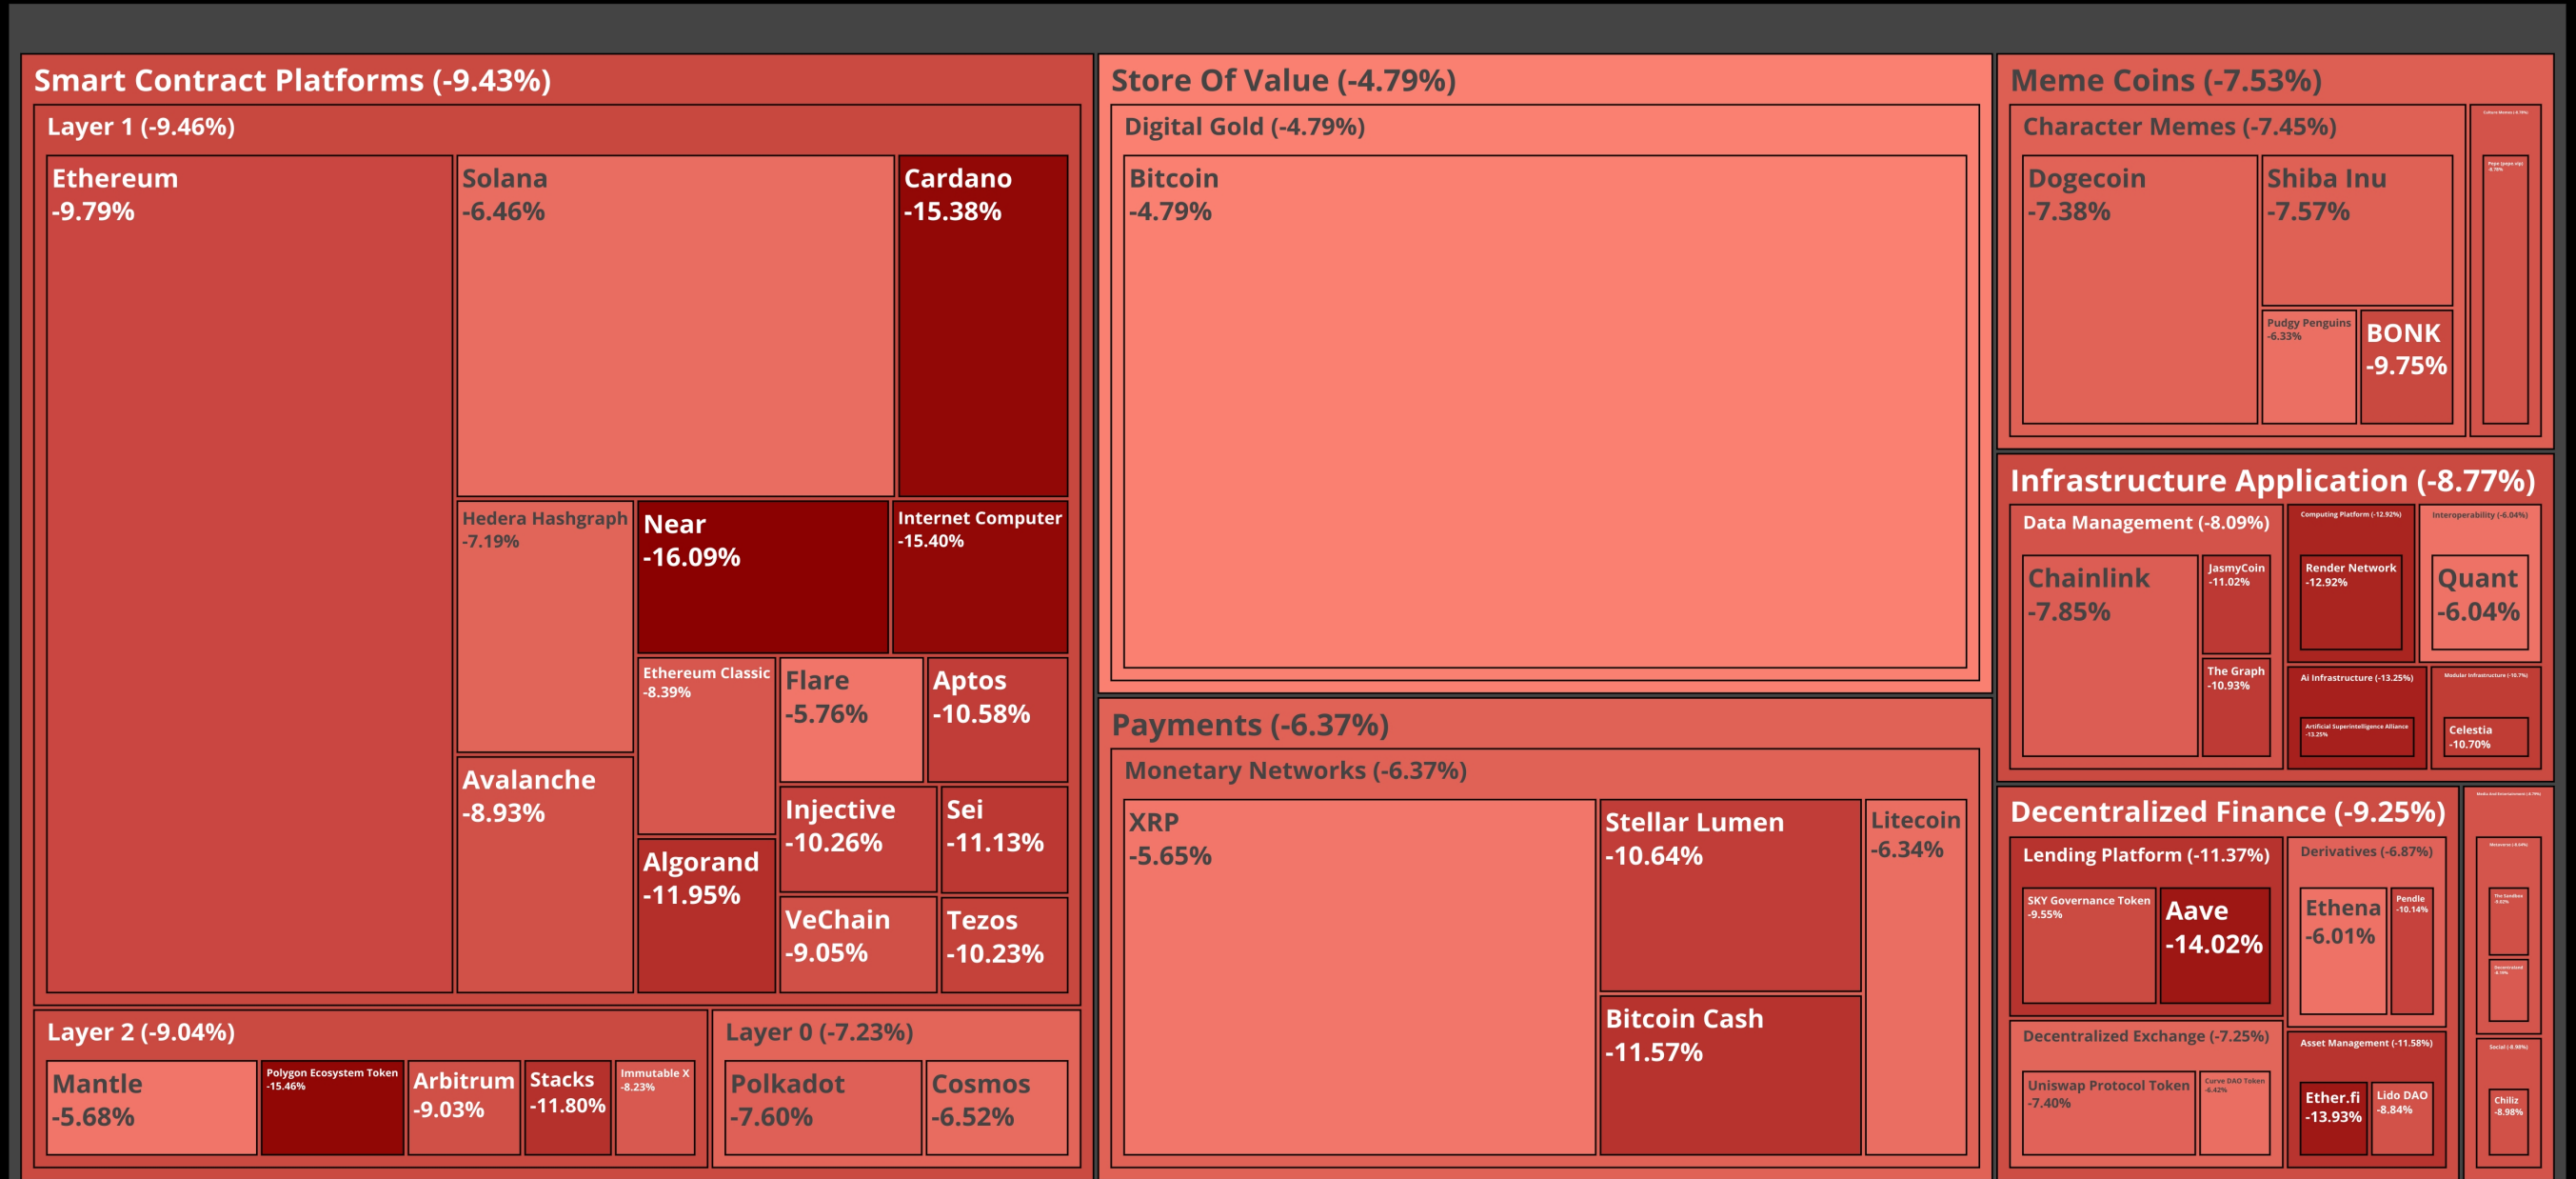 Smart Contract Platforms (-9.43%)
Layer 1 (-9.46%)
Ethereum
-9.79%
Solana
-6.46%
Cardano
-15.38%
Hedera Hashgraph
-7.19%
Near
-16.09%
Internet Computer
-15.40%
Ethereum Classic
-8.39%
Flare
-5.76%
Aptos
-10.58%
Avalanche
-8.93%
Injective
-10.26%
Sei
-11.13%
Algorand
-11.95%
VeChain
-9.05%
Tezos
-10.23%
Layer 2 (-9.04%)
Mantle
-5.68%
Polygon Ecosystem Token
-15.46%
Arbitrum
-9.03%
Stacks
-11.80%
Immutable X
-8.23%
Layer 0 (-7.23%)
Polkadot
-7.60%
Cosmos
-6.52%
Store Of Value (-4.79%)
Digital Gold (-4.79%)
Bitcoin
-4.79%
Payments (-6.37%)
Monetary Networks (-6.37%)
XRP
-5.65%
Stellar Lumen
-10.64%
Bitcoin Cash
-11.57%
Litecoin
-6.34%
Meme Coins (-7.53%)
Character Memes (-7.45%)
Dogecoin
-7.38%
Shiba Inu
-7.57%
Pudgy Penguins
-6.33%
BONK
-9.75%
Infrastructure Application (-8.77%)
Data Management (-8.09%)
Chainlink
-7.85%
JasmyCoin
-11.02%
The Graph
-10.93%
Computing Platform (-12.92%)
Render Network
-12.92%
Interoperability (-6.04%)
Quant
-6.04%
Ai Infrastructure (-13.25%)
Artificial Superintelligence Alliance
-13.25%
Modular Infrastructure (-10.7%)
Celestia
-10.70%
Decentralized Finance (-9.25%)
Lending Platform (-11.37%)
SKY Governance Token
-9.55%
Aave
-14.02%
Derivatives (-6.87%)
Ethena
-6.01%
Pendle
-10.14%
Decentralized Exchange (-7.25%)
Uniswap Protocol Token
-7.40%
Curve DAO Token
-6.42%
Asset Management (-11.58%)
Ether.fi
-13.93%
Lido DAO
-8.84%
The Sandbox
Decentraland
Social (-8.98%)
Chiliz
-8.98%